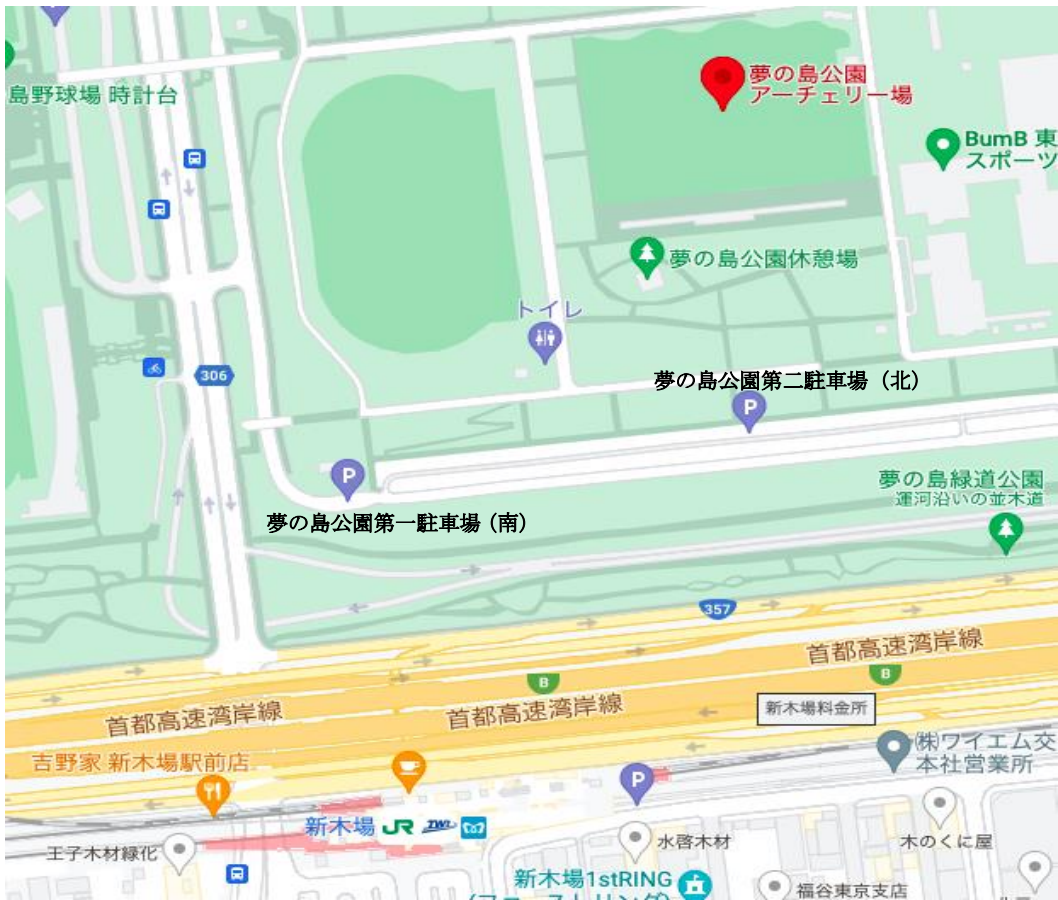 夢の島公園
アーチェリー場
島野球場 時計台
BumB 東
スポーツ
夢の島公園休憩場
トイレ
306
夢の島公園第二駐車場（北）
P
P
夢の島緑道公園
運河沿いの並木道
夢の島公園第一駐車場（南）
357
首都高速湾岸線
B
B
新木場料金所
首都高速湾岸線
首都高速湾岸線
㈱ワイエム交
本社営業所
吉野家 新木場駅前店
P
新木場 JR TWR
水啓木材
木のくに屋
王子木材緑化
新木場1stRING
福谷東京支店